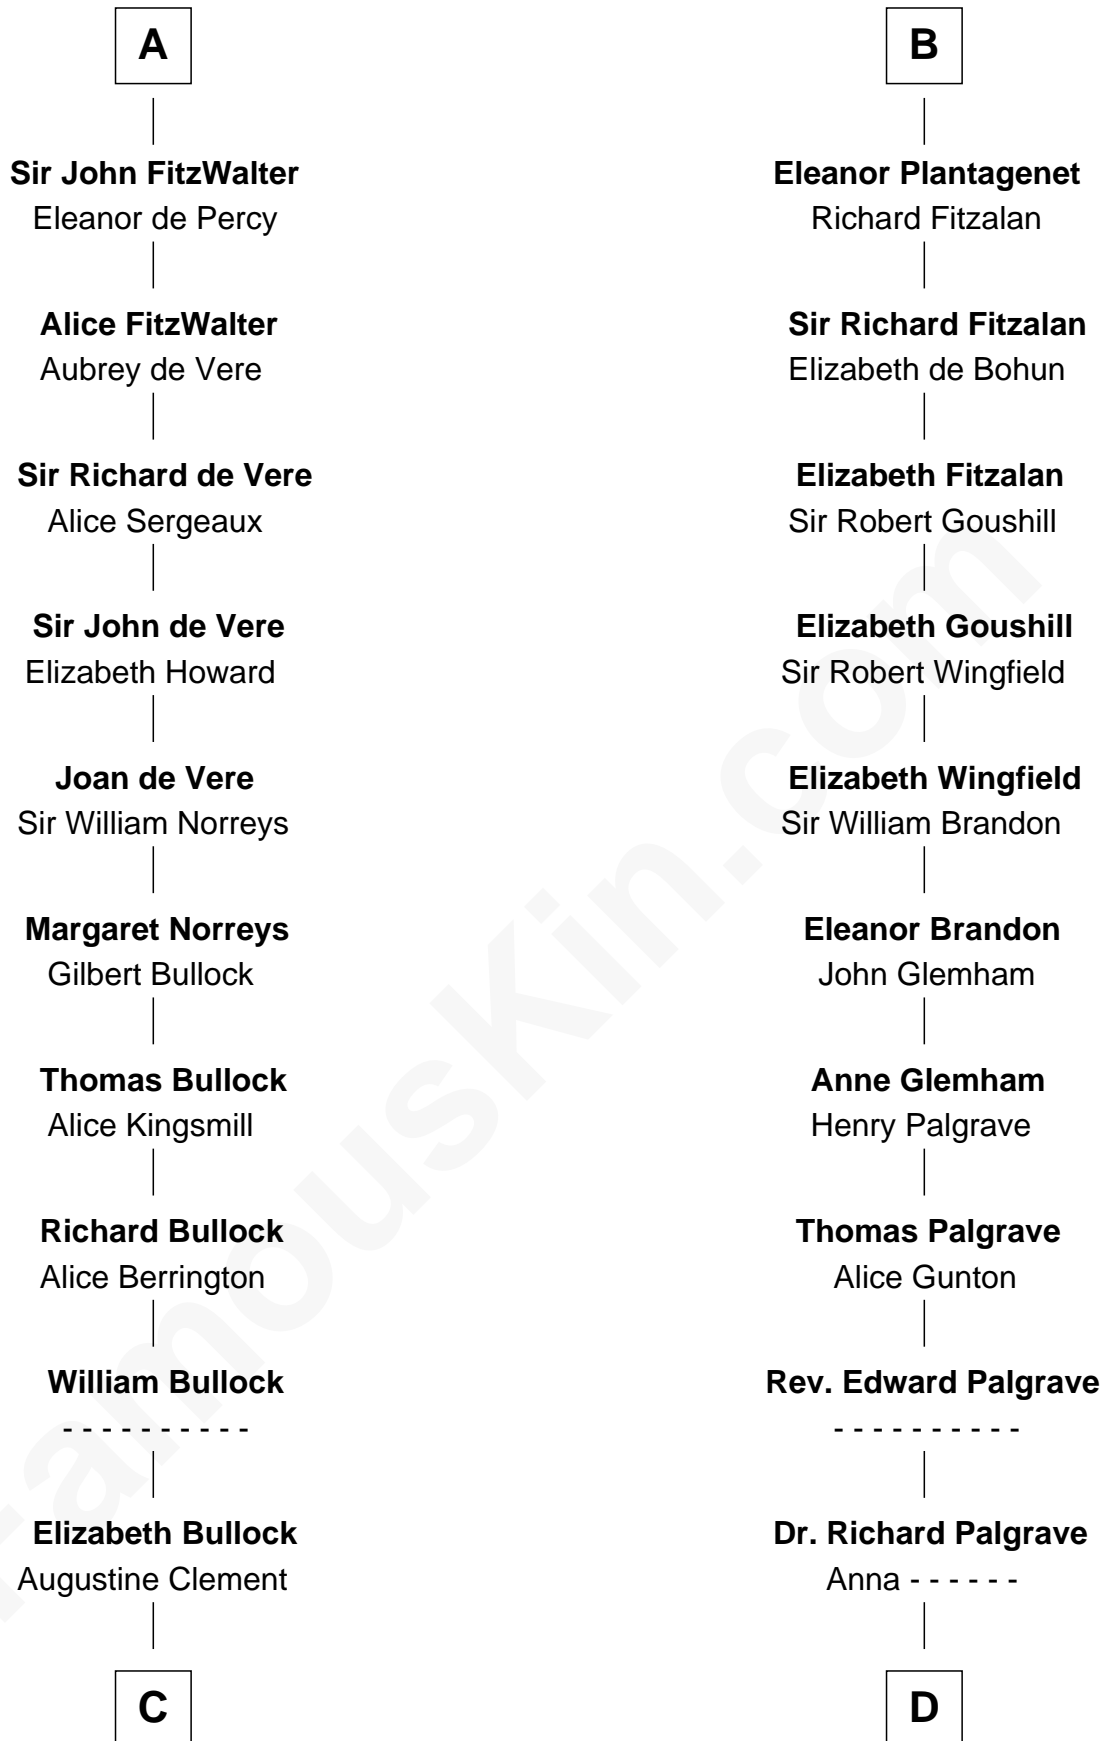 A
Sir John FitzWalter
Eleanor de Percy
Alice FitzWalter
Aubrey de Vere
Sir Richard de Vere
Alice Sergeaux
Sir John de Vere
Elizabeth Howard
Joan de Vere
Sir William Norreys
Margaret Norreys
Gilbert Bullock
Thomas Bullock
Alice Kingsmill
Richard Bullock
Alice Berrington
William Bullock
- - - - - - - - - -
Elizabeth Bullock
Augustine Clement
C
B
Eleanor Plantagenet
Richard Fitzalan
Sir Richard Fitzalan
Elizabeth de Bohun
Elizabeth Fitzalan
Sir Robert Goushill
Elizabeth Goushill
Sir Robert Wingfield
Elizabeth Wingfield
Sir William Brandon
Eleanor Brandon
John Glemham
Anne Glemham
Henry Palgrave
Thomas Palgrave
Alice Gunton
Rev. Edward Palgrave
- - - - - - - - - -
Dr. Richard Palgrave
Anna - - - - - -
D
FamousKin.com